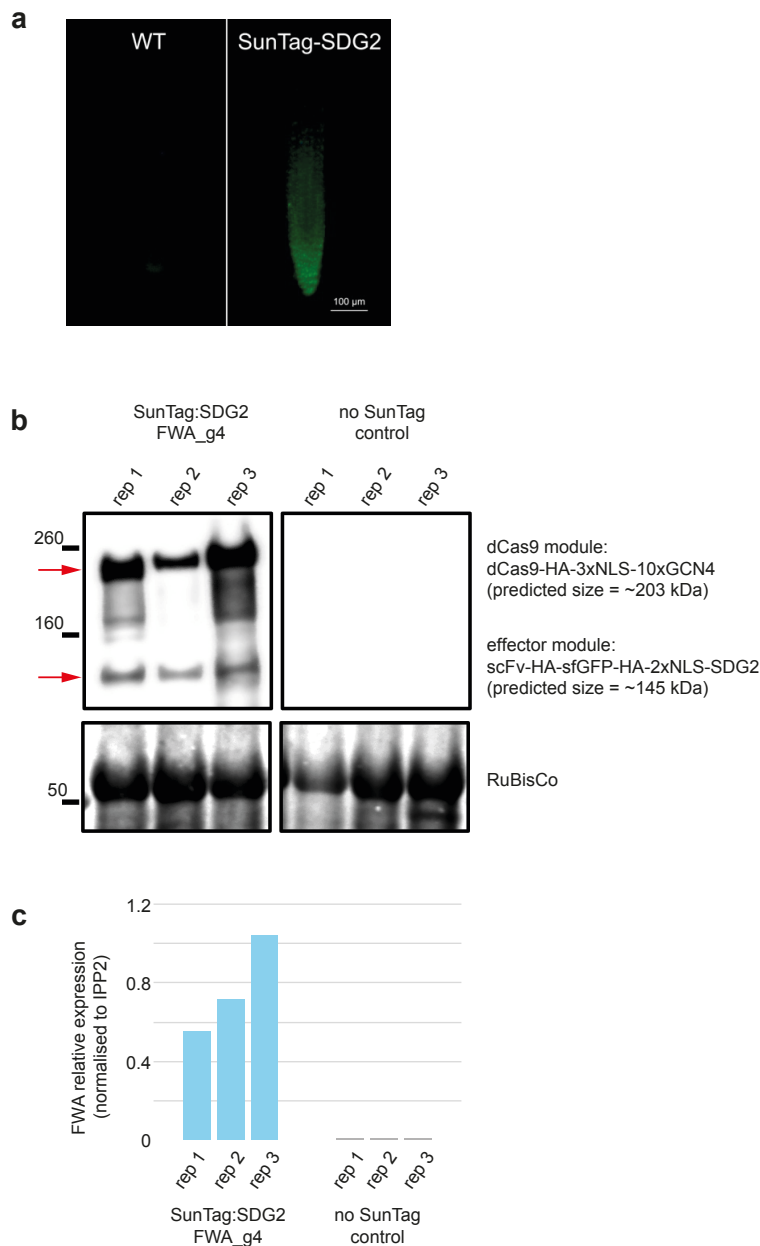 a
WT
SunTag-SDG2
100 µm
b
SunTag:SDG2
FWA_g4
no SunTag
control
rep 1
rep 2
rep 3
rep 1
rep 2
rep 3
260
160
dCas9 module:
dCas9-HA-3xNLS-10xGCN4
(predicted size = ~203 kDa)
effector module:
scFv-HA-sfGFP-HA-2xNLS-SDG2
(predicted size = ~145 kDa)
50
RuBisCo
c
FWA relative expression
(normalised to IPP2)
1.2
0.8
0.4
0
rep 1
rep 2
rep 3
rep 1
rep 2
rep 3
SunTag:SDG2
FWA_g4
no SunTag
control